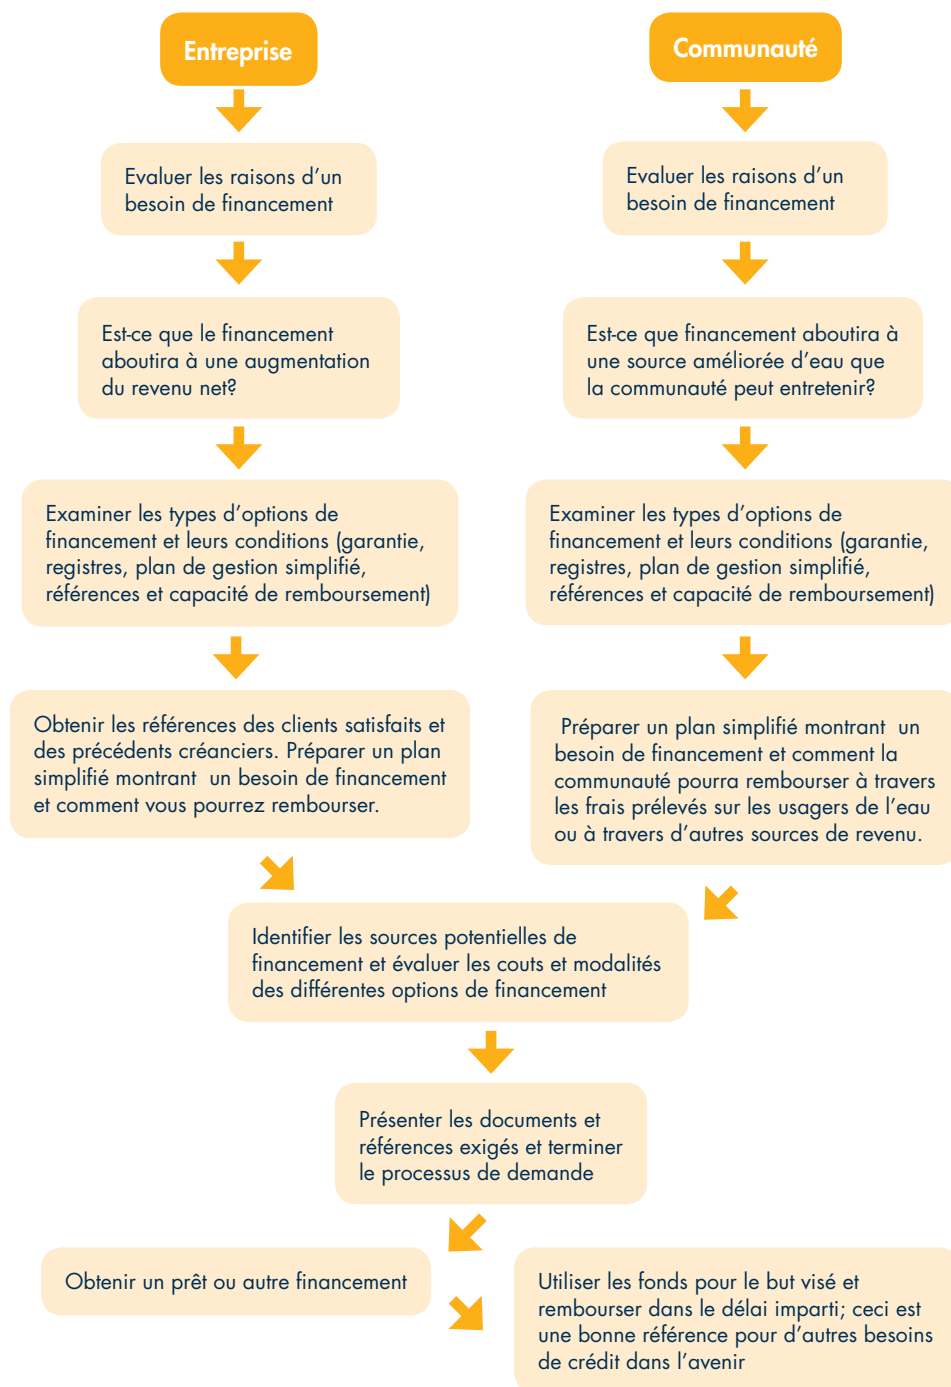 Entreprise
Communauté
Evaluer les raisons d’un
besoin de financement
Evaluer les raisons d’un
besoin de financement
Est-ce que le financement
aboutira à une augmentation
du revenu net?
Est-ce que financement aboutira à
une source améliorée d’eau que
la communauté peut entretenir?
Examiner les types d’options de
financement et leurs conditions (garantie,
registres, plan de gestion simplifié,
références et capacité de remboursement)
Examiner les types d’options de
financement et leurs conditions (garantie,
registres, plan de gestion simplifié,
références et capacité de remboursement)
Obtenir les références des clients satisfaits et
des précédents créanciers. Préparer un plan
simplifié montrant un besoin de financement
et comment vous pourrez rembourser.
Préparer un plan simplifié montrant un
besoin de financement et comment la
communauté pourra rembourser à travers
les frais prélevés sur les usagers de l’eau
ou à travers d’autres sources de revenu.
Identifier les sources potentielles de
financement et évaluer les couts et modalités
des différentes options de financement
Présenter les documents et
références exigés et terminer
le processus de demande
Obtenir un prêt ou autre financement
Utiliser les fonds pour le but visé et
rembourser dans le délai imparti; ceci est
une bonne référence pour d’autres besoins
de crédit dans l’avenir